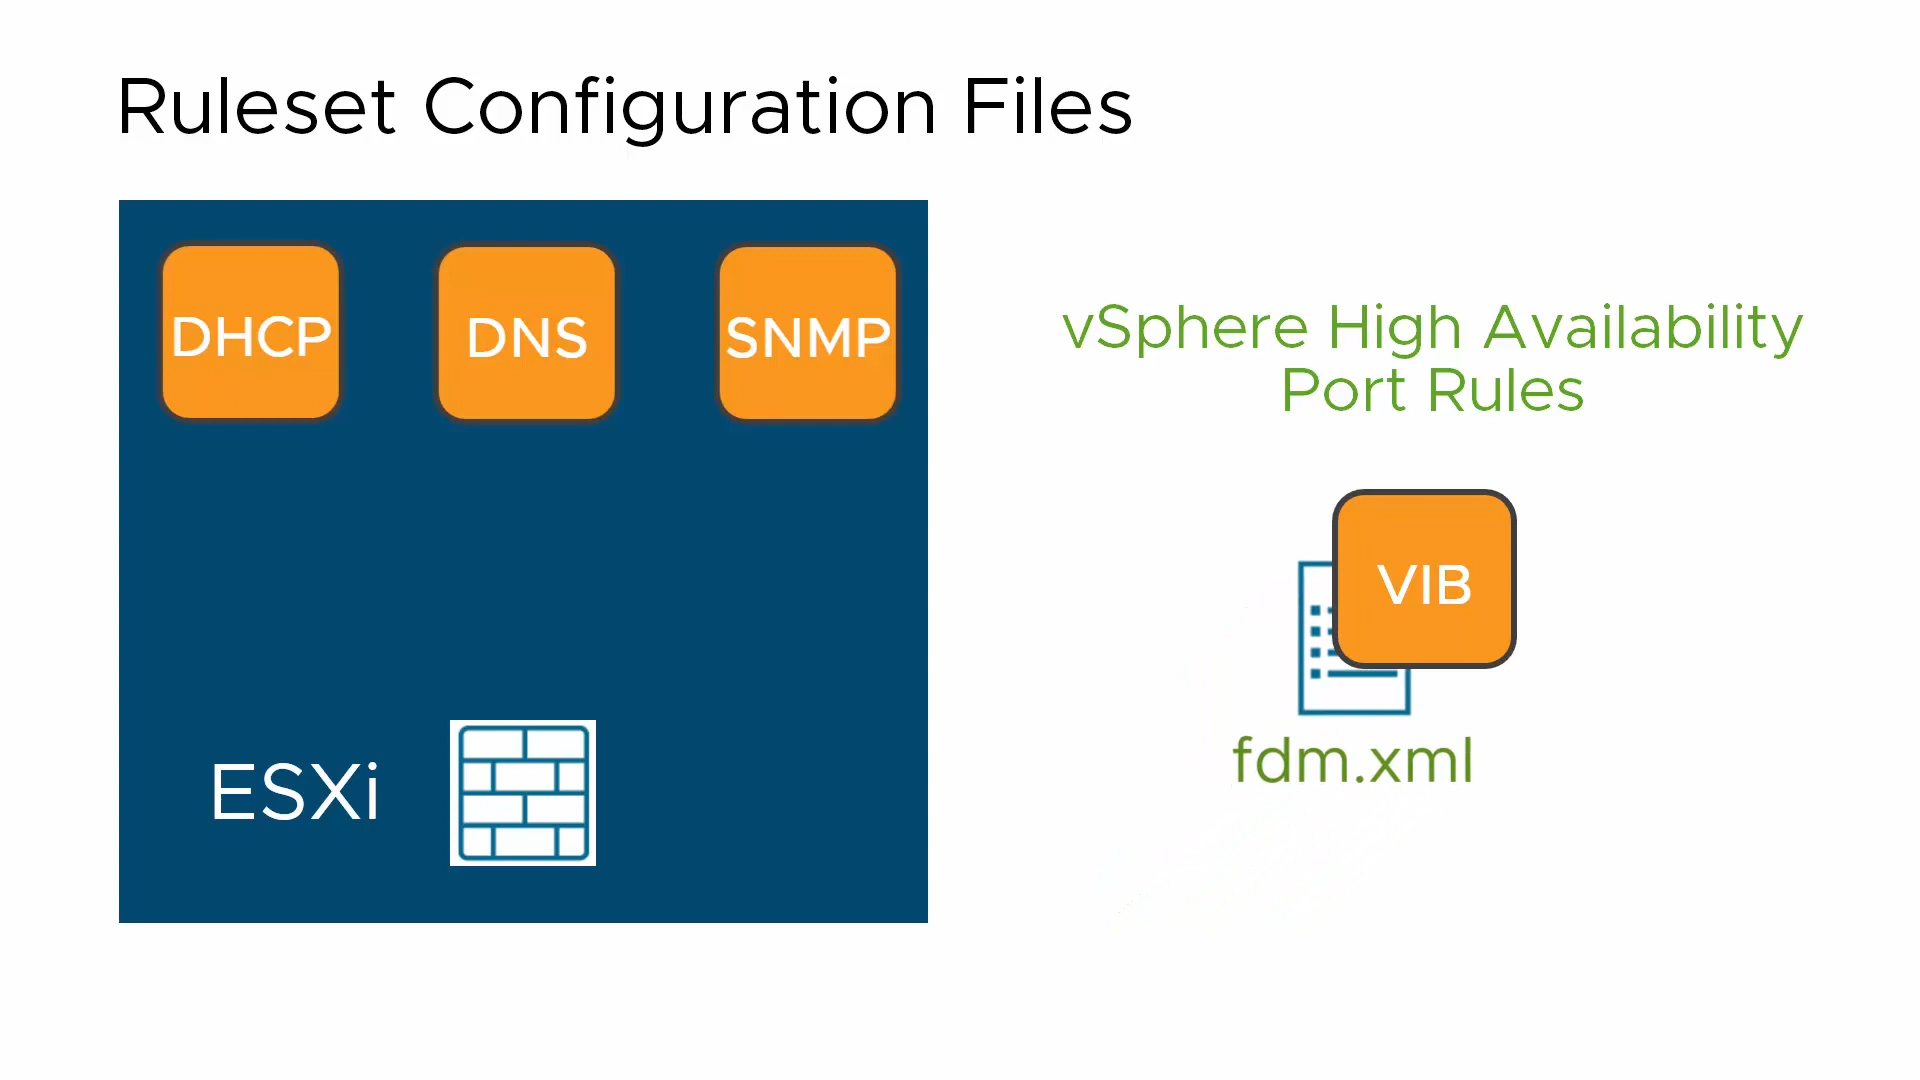 Ruleset Configuration Files
DHCP
DNS
SNMP
ESXi
vSphere High Availability
Port Rules
VIB
fdm.xml